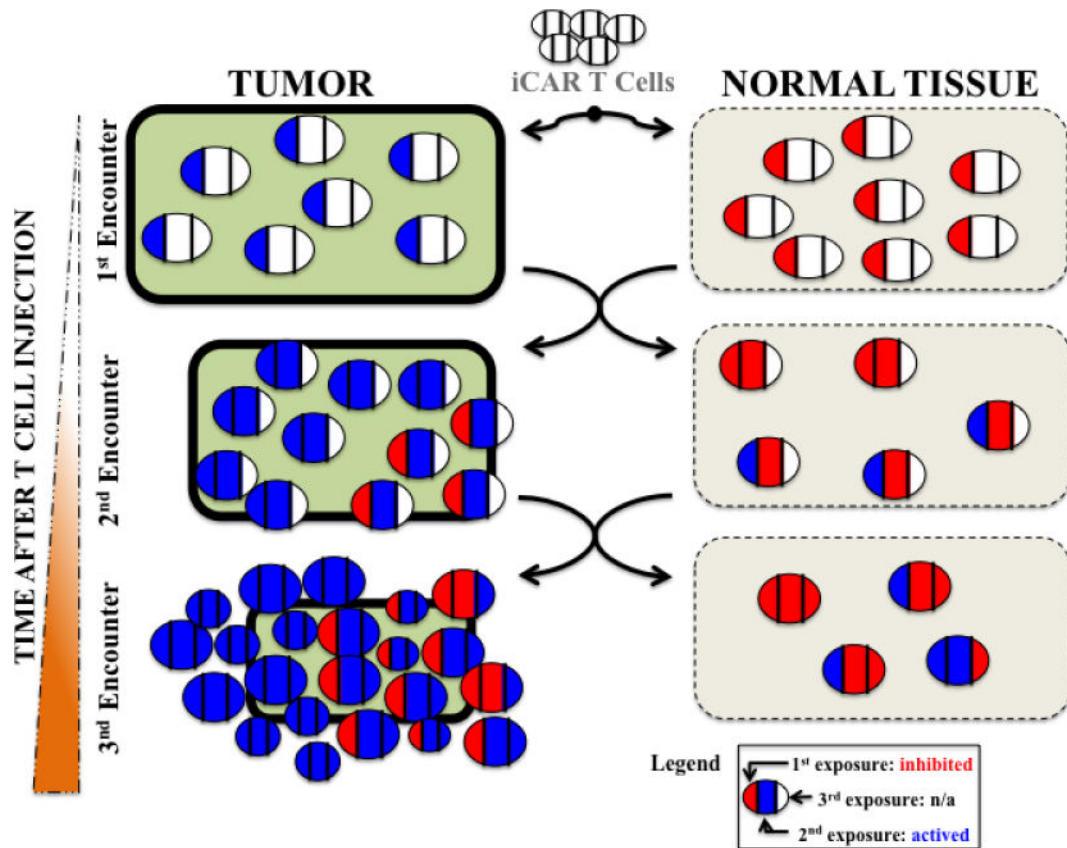 iCAR T Cells
TUMOR
NORMAL TISSUE
TIME AFTER T CELL INJECTION
1st Encounter
2nd Encounter
3nd Encounter
Legend
1st exposure: inhibited
3rd exposure: n/a
2nd exposure: actived